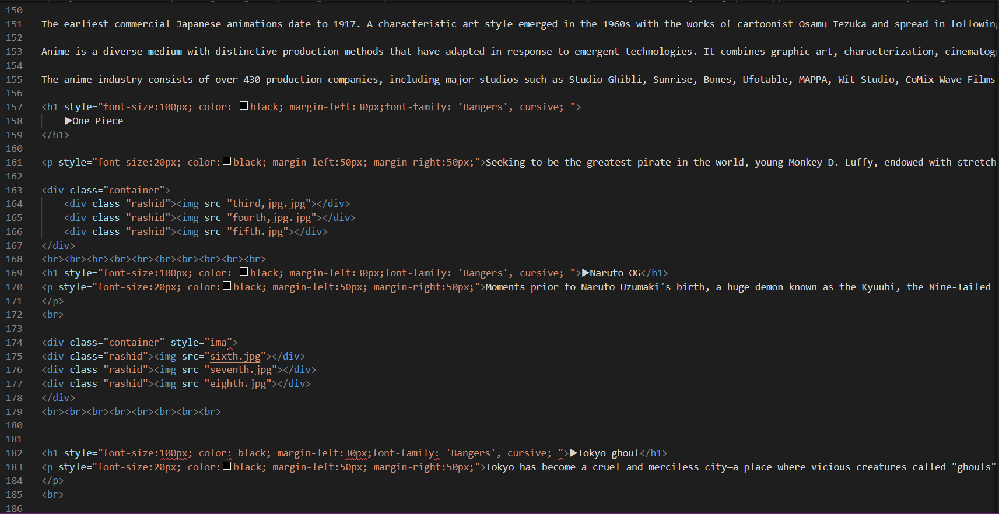 150
151 The earliest commercial Japanese animations date to 1917. A characteristic art style emerged in the 1960s with the works of cartoonist Osamu Tezuka and spread in followin
152
153 Anime is a diverse medium with distinctive production methods that have adapted in response to emergent technologies. It combines graphic art, characterization, cinematog
154
155 The anime industry consists of over 430 production companies, including major studios such as Studio Ghibli, Sunrise, Bones, Ufotable, MAPPA, Wit Studio, CoMix Wave Films
156
157 <h1 style="font-size:100px; color: black; margin-left:30px;font-family: 'Bangers', cursive; ">
158 ▶One Piece
159 </h1>
160
161 <p style="font-size:20px; color:black; margin-left:50px; margin-right:50px;">Seeking to be the greatest pirate in the world, young Monkey D. Luffy, endowed with stretch
162
163 <div class="container">
164 <div class="rashid"><img src="third,jpg.jpg"></div>
165 <div class="rashid"><img src="fourth,jpg.jpg"></div>
166 <div class="rashid"><img src="fifth.jpg"></div>
167 </div>
168 <br><br><br><br><br><br><br><br><br><br>
169 <h1 style="font-size:100px; color: black; margin-left:30px;font-family: 'Bangers', cursive; ">▶Naruto OG</h1>
170 <p style="font-size:20px; color:black; margin-left:50px; margin-right:50px;">Moments prior to Naruto Uzumaki's birth, a huge demon known as the Kyuubi, the Nine-Tailed
171 </p>
172 <br>
173
174 <div class="container" style="ima">
175 <div class="rashid"><img src="sixth.jpg"></div>
176 <div class="rashid"><img src="seventh.jpg"></div>
177 <div class="rashid"><img src="eighth.jpg"></div>
178 </div>
179 <br><br><br><br><br><br><br><br>
180
181
182 <h1 style="font-size:100px; color: black; margin-left:30px;font-family: 'Bangers', cursive; ">▶Tokyo ghoul</h1>
183 <p style="font-size:20px; color:black; margin-left:50px; margin-right:50px;">Tokyo has become a cruel and merciless city—a place where vicious creatures called "ghouls"
184 </p>
185 <br>
186